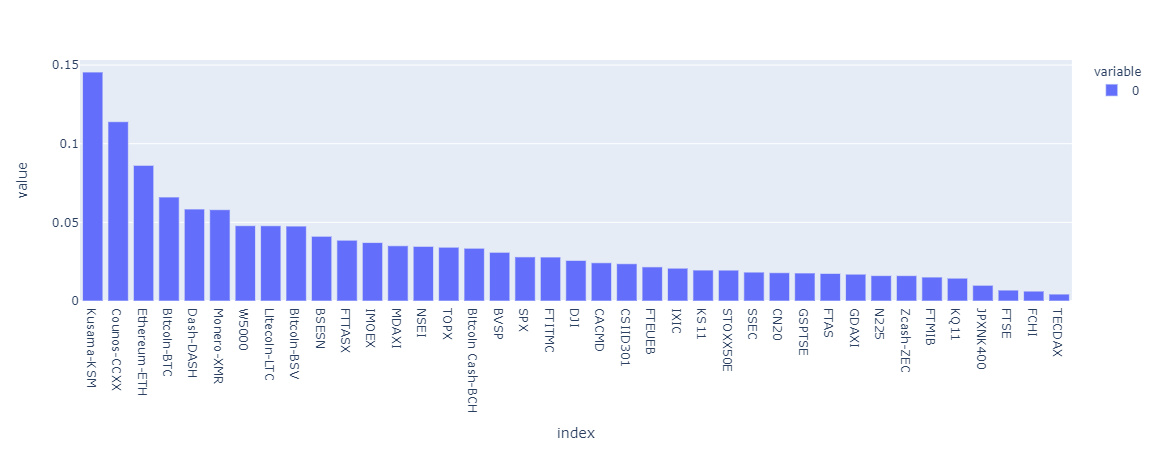 variable
0
value
0.15
0.1
0.05
0
Kusama-KSM
Counos-CCXX
Ethereum-ETH
Bitcoin-BTC
Dash-DASH
Monero-XMR
W5000
Litecoin-LTC
Bitcoin-BSV
BSESN
FTTASX
IMOEX
MDAXI
NSEI
TOPX
Bitcoin Cash-BCH
BVSP
SPX
FTITMC
DJI
CACMD
CSIID301
FTEUEB
IXIC
KS11
STOXX50E
SSEC
CN20
GSPTSE
FTAS
GDAXI
N225
Zcash-ZEC
FTMIB
KQ11
JPXNK400
FTSE
FCHI
TECDAX
index